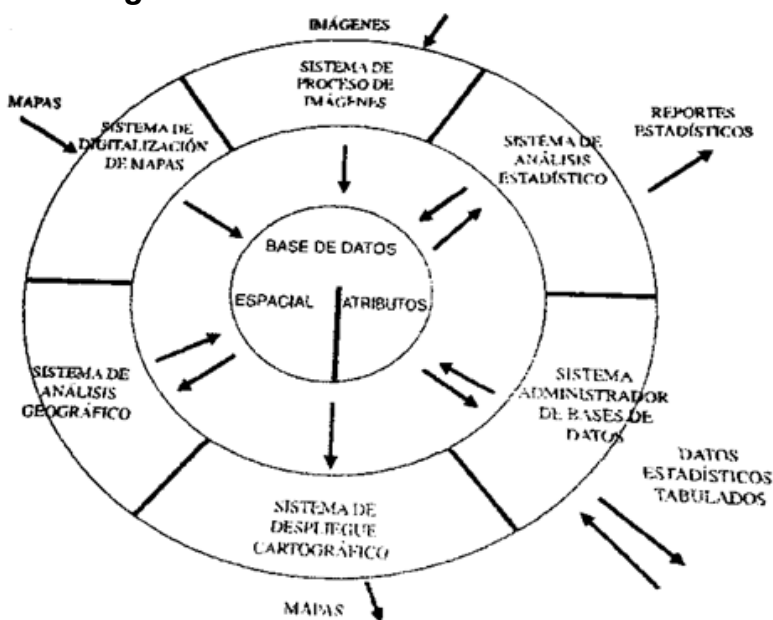 IMÁGENES
SISTEMA DE
PROCESO DE
IMÁGENES
MAPAS
SISTEMA DE
DIGITALIZACIÓN
DE MAPAS
SISTEMA DE
ANÁLISIS
ESTADÍSTICO
REPORTES
ESTADÍSTICOS
BASE DE DATOS
ESPACIAL
ATRIBUTOS
SISTEMA DE
ANÁLISIS
GEOGRÁFICO
SISTEMA
ADMINISTRADOR
DE BASES DE
DATOS
DATOS
ESTADÍSTICOS
TABULADOS
SISTEMA DE
DESPLIEGUE
CARTOGRÁFICO
MAPAS